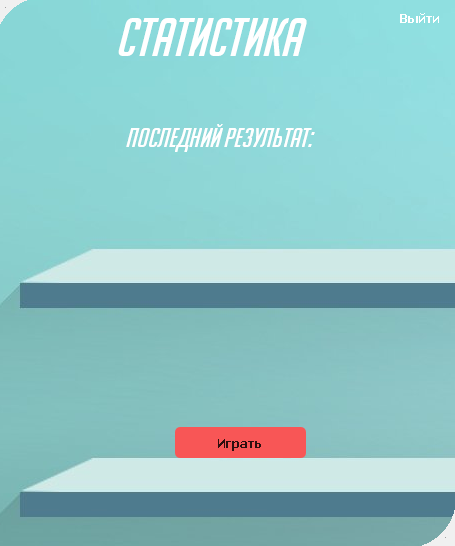 СТАТИСТИКА
Выйти
ПОСЛЕДНИЙ РЕЗУЛЬТАТ:
Играть